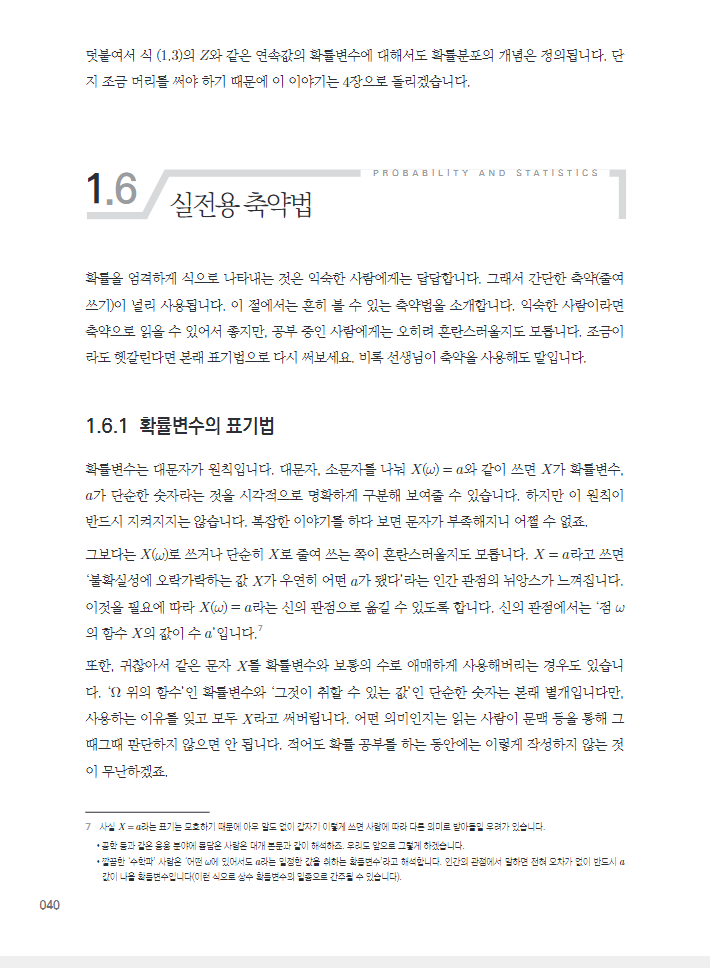 덧붙여서 식 (1.3)의 Z와 같은 연속값의 확률변수에 대해서도 확률분포의 개념은 정의됩니다. 단
지 조금 머리를 써야 하기 때문에 이 이야기는 4장으로 돌리겠습니다.
1.6
PROBABILITY AND STATISTICS
실전용 축약법
확률을 엄격하게 식으로 나타내는 것은 익숙한 사람에게는 답답합니다. 그래서 간단한 축약(줄여
쓰기)이 널리 사용됩니다. 이 절에서는 흔히 볼 수 있는 축약법을 소개합니다. 익숙한 사람이라면
축약으로 읽을 수 있어서 좋지만, 공부 중인 사람에게는 오히려 혼란스러울지도 모릅니다. 조금이
라도 헷갈린다면 본래 표기법으로 다시 써보세요. 비록 선생님이 축약을 사용해도 말입니다.
1.6.1 확률변수의 표기법
확률변수는 대문자가 원칙입니다. 대문자, 소문자를 나눠 X(ω) = a와 같이 쓰면 X가 확률변수,
a가 단순한 숫자라는 것을 시각적으로 명확하게 구분해 보여줄 수 있습니다. 하지만 이 원칙이
반드시 지켜지지는 않습니다. 복잡한 이야기를 하다 보면 문자가 부족해지니 어쩔 수 없죠.
그보다는 X(ω)로 쓰거나 단순히 X로 줄여 쓰는 쪽이 혼란스러울지도 모릅니다. X = a라고 쓰면
‘불확실성에 오락가락하는 값 X가 우연히 어떤 a가 됐다’라는 인간 관점의 뉘앙스가 느껴집니다.
이것을 필요에 따라 X(ω) = a라는 신의 관점으로 옮길 수 있도록 합니다. 신의 관점에서는 ‘점 ω
의 함수 X의 값이 수 a’입니다.7
또한, 귀찮아서 같은 문자 X를 확률변수와 보통의 수로 애매하게 사용해버리는 경우도 있습니
다. ‘Ω 위의 함수’인 확률변수와 ‘그것이 취할 수 있는 값’인 단순한 숫자는 본래 별개입니다만,
사용하는 이유를 잊고 모두 X라고 써버립니다. 어떤 의미인지는 읽는 사람이 문맥 등을 통해 그
때그때 판단하지 않으면 안 됩니다. 적어도 확률 공부를 하는 동안에는 이렇게 작성하지 않는 것
이 무난하겠죠.
7 사실 X = a라는 표기는 모호하기 때문에 아무 말도 없이 갑자기 이렇게 쓰면 사람에 따라 다른 의미로 받아들일 우려가 있습니다.
• 공학 등과 같은 응용 분야에 몸담은 사람은 대개 본문과 같이 해석하죠. 우리도 앞으로 그렇게 하겠습니다.
• 깔끔한 ‘수학파’ 사람은 ‘어떤 ω에 있어서도 a라는 일정한 값을 취하는 확률변수’라고 해석합니다. 인간의 관점에서 말하면 전혀 오차가 없이 반드시 a
값이 나올 확률변수입니다(이런 식으로 상수 확률변수의 일종으로 간주될 수 있습니다).
040